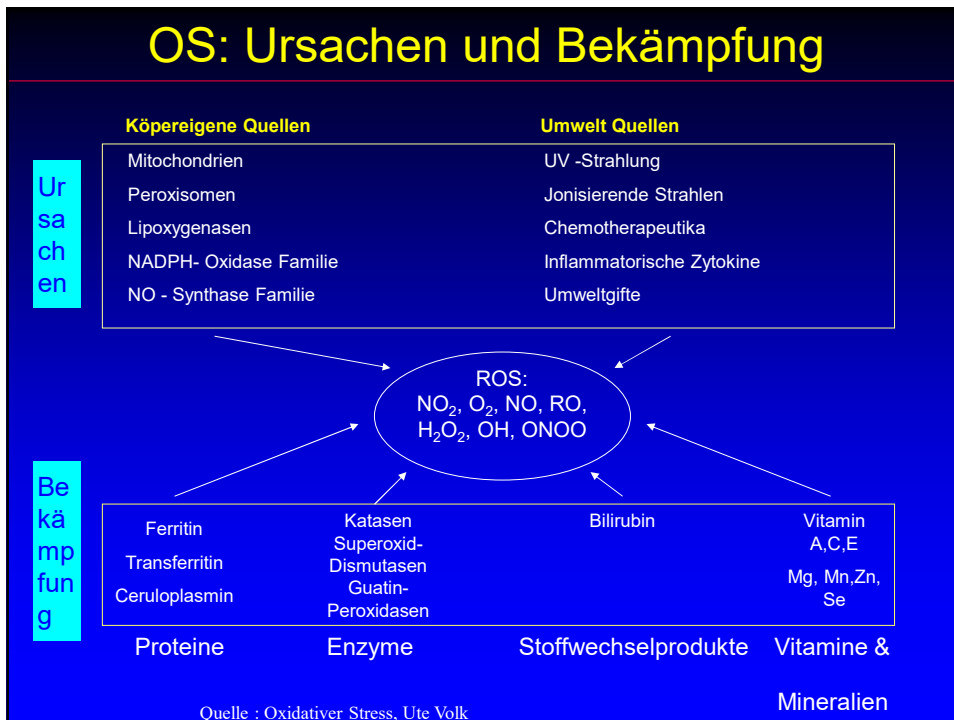 OS: Ursachen und Bekämpfung
Köpereigene Quellen
Umwelt Quellen
Ur
sa
ch
en
Mitochondrien
UV -Strahlung
Peroxisomen
Jonisierende Strahlen
Lipoxygenasen
Chemotherapeutika
NADPH- Oxidase Familie
Inflammatorische Zytokine
NO - Synthase Familie
Umweltgifte
ROS:
NO₂, O₂, NO, RO,
H₂O₂, OH, ONOO
Be
kä
mp
fun
g
Ferritin
Transferritin
Ceruloplasmin
Katasen
Superoxid-
Dismutasen
Guatin-
Peroxidasen
Bilirubin
Vitamin
A,C,E
Mg, Mn,Zn,
Se
Proteine
Enzyme
Stoffwechselprodukte
Vitamine &
Mineralien
Quelle : Oxidativer Stress, Ute Volk